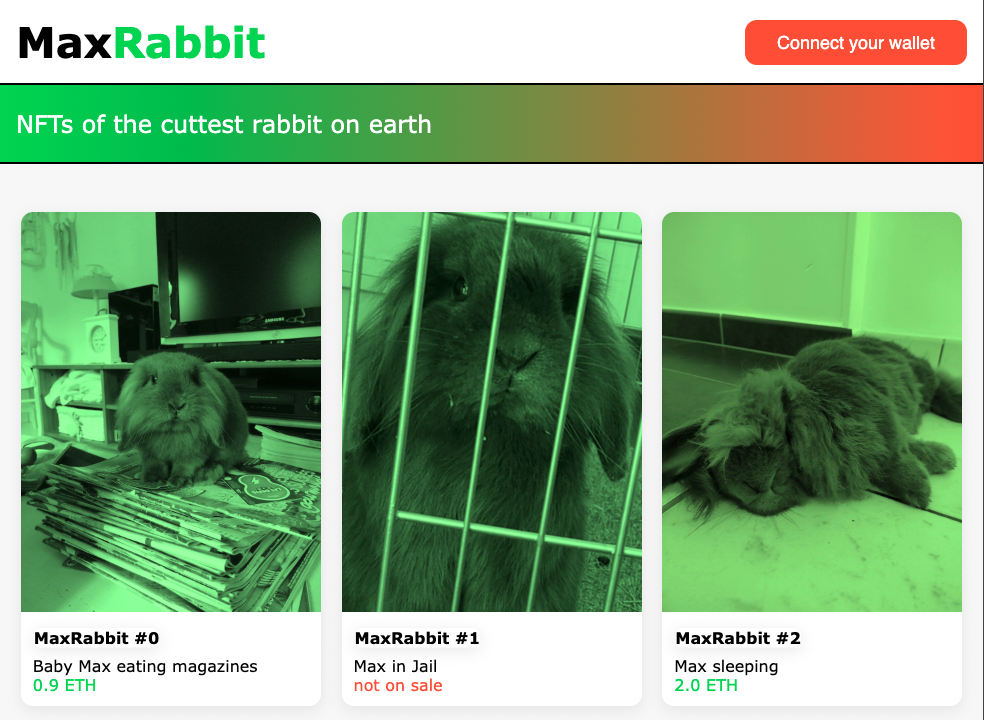 MaxRabbit
Connect your wallet
NFTs of the cuttest rabbit on earth
SAMSUNG
MaxRabbit #0
Baby Max eating magazines
0.9 ETH
MaxRabbit #1
Max in Jail
not on sale
MaxRabbit #2
Max sleeping
2.0 ETH